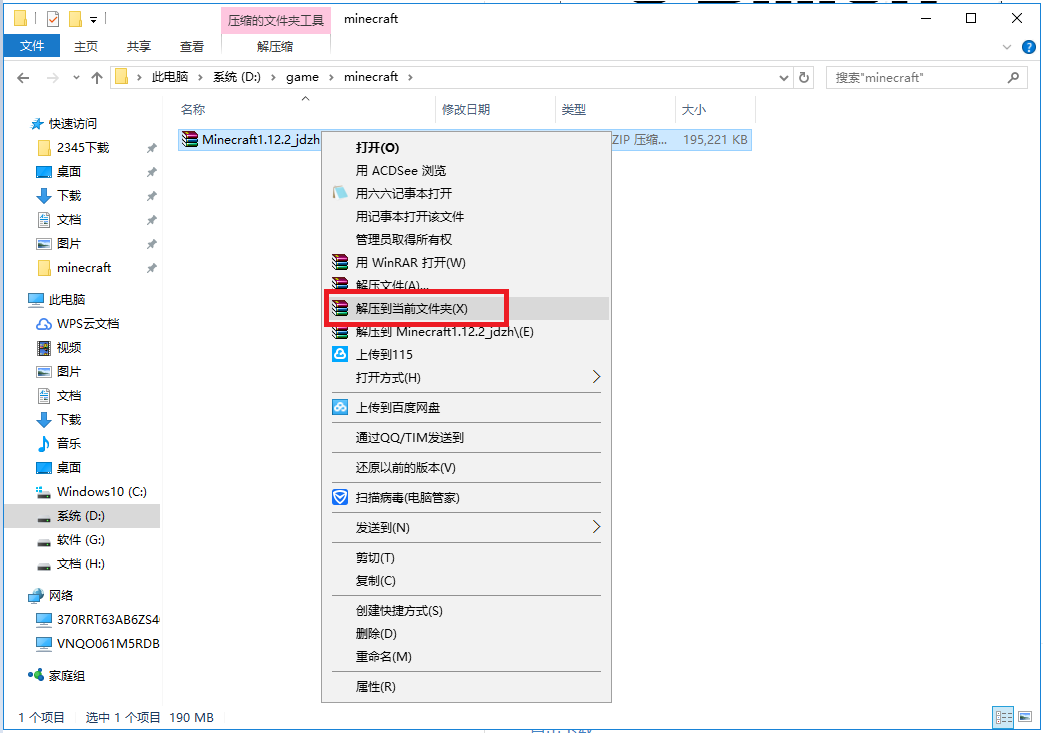 压缩的文件夹工具
minecraft
文件
主页
共享
查看
解压缩
此电脑 系统 (D:) game minecraft
搜索"minecraft"
名称
修改日期
类型
大小
快速访问
2345下载
桌面
下载
文档
图片
minecraft
此电脑
WPS云文档
视频
图片
文档
下载
音乐
桌面
Windows10 (C:)
系统 (D:)
软件 (G:)
文档 (H:)
网络
370RRT63AB6ZS4
VNQO061M5RDB
家庭组
Minecraft1.12.2_jdzh
ZIP 压缩...
195,221 KB
打开(O)
用 ACDSee 浏览
用六六记事本打开
用记事本打开该文件
管理员取得所有权
用 WinRAR 打开(W)
解压文件(A)...
解压到当前文件夹(X)
解压到 Minecraft1.12.2_jdzh\(E)
上传到115
打开方式(H)
上传到百度网盘
通过QQ/TIM发送到
还原以前的版本(V)
扫描病毒(电脑管家)
发送到(N)
剪切(T)
复制(C)
创建快捷方式(S)
删除(D)
重命名(M)
属性(R)
1 个项目
选中 1 个项目 190 MB